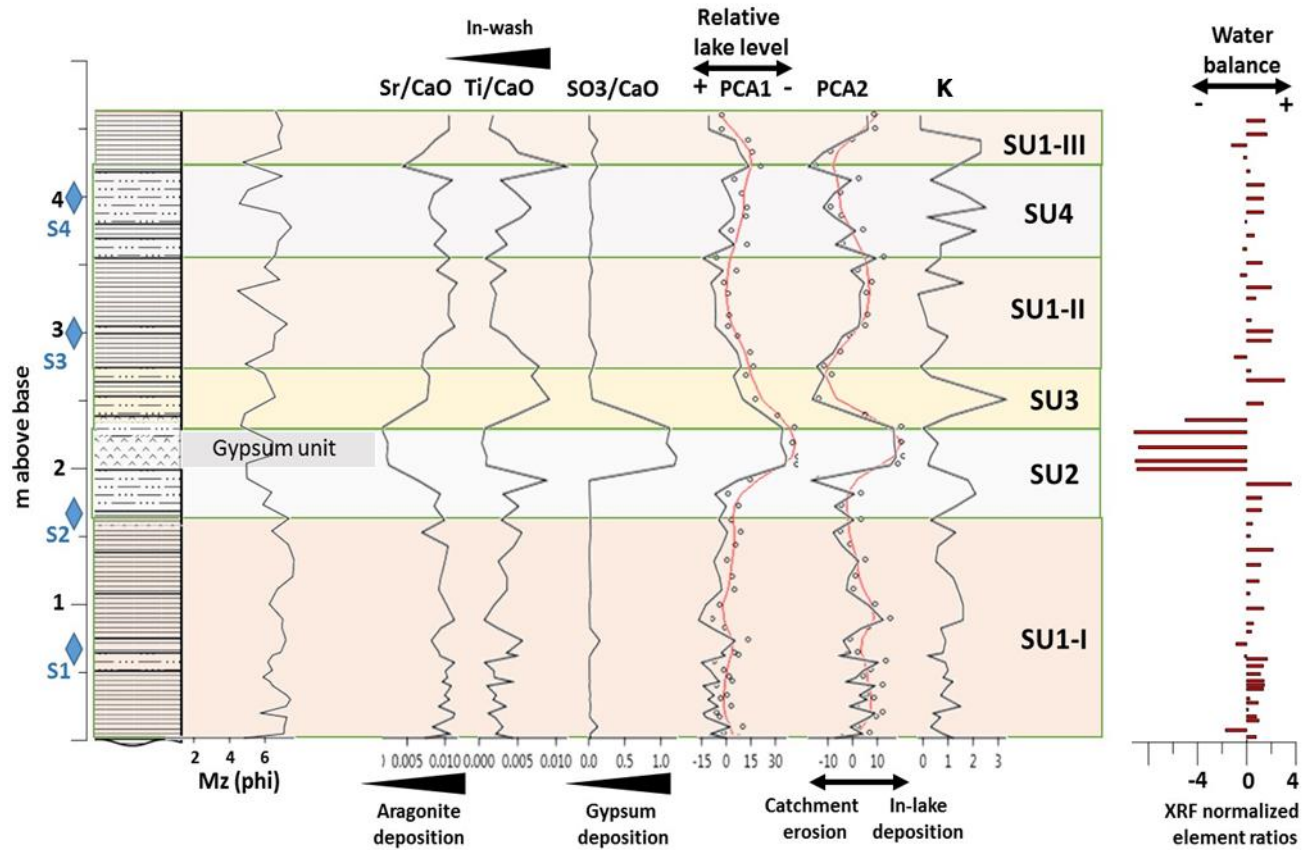 In-wash
Relative
lake level
Water
balance
Sr/CaO Ti/CaO SO3/CaO + PCA1 - PCA2 K
- +
SU1-III
4
S4
SU4
SU1-II
3
S3
SU3
Gypsum unit
SU2
2
m above base
S2
1
SU1-I
S1
2 4 6
0.005 0.010 0.000 0.005 0.010 0.0 0.5 1.0 -15 0 15 30 -10 0 10 0 1 2 3
-4 0 4
Mz (phi)
Aragonite
deposition
Gypsum
deposition
Catchment
erosion
In-lake
deposition
XRF normalized
element ratios